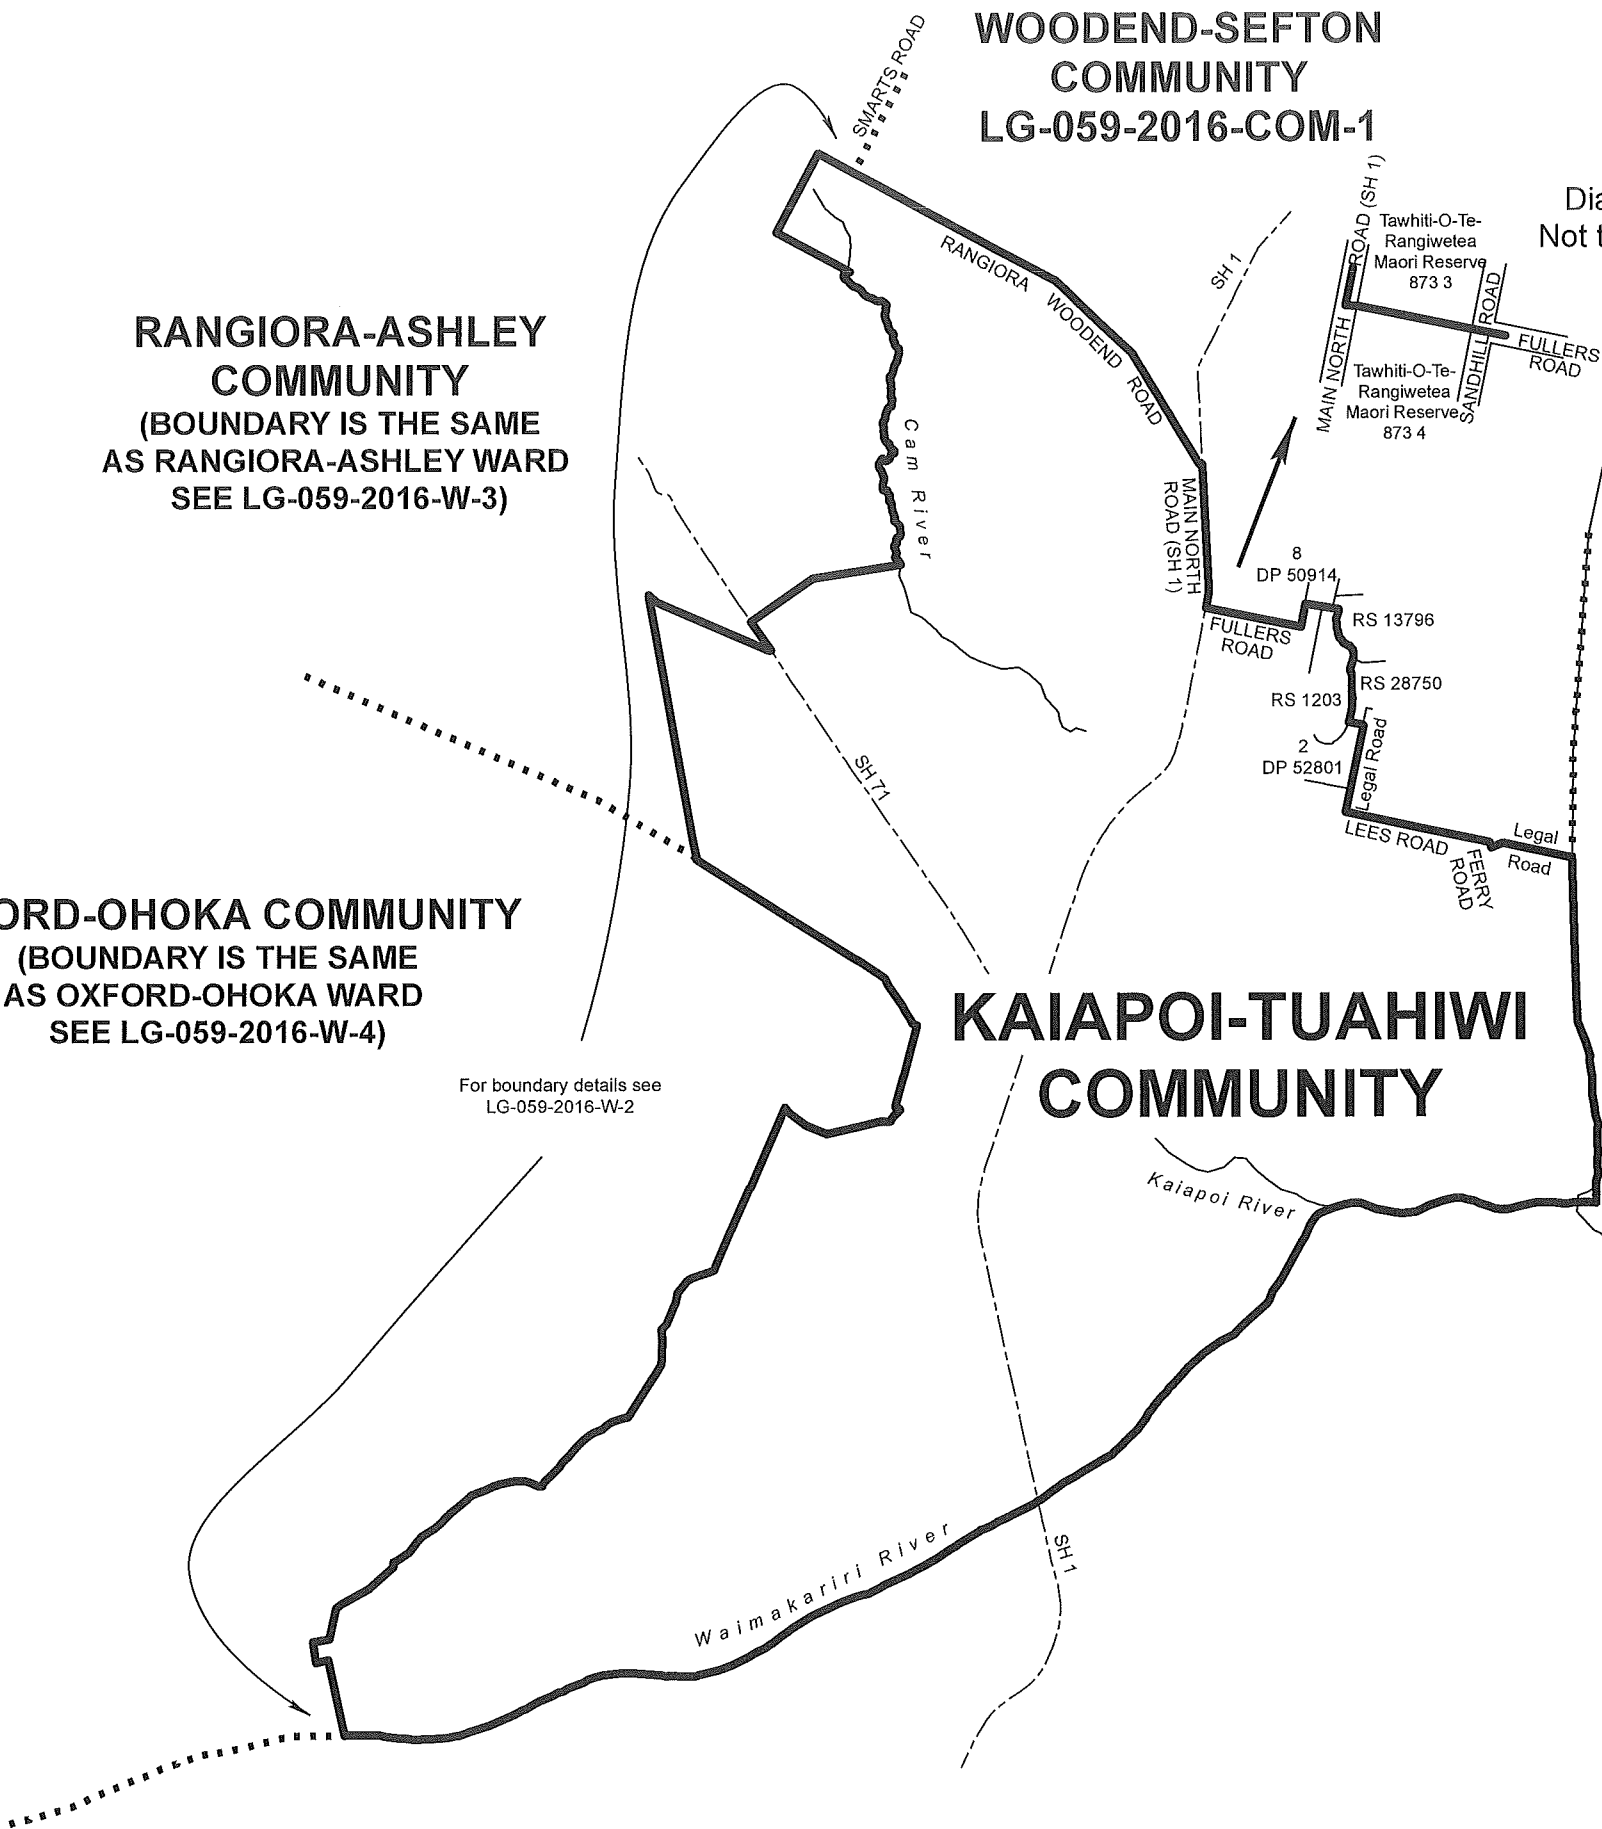 WOODEND-SEFTON
COMMUNITY
LG-059-2016-COM-1
SMARTS ROAD
RANGIORA WOODEND ROAD
SH 1
MAIN NORTH ROAD (SH 1)
Tawhiti-O-Te-
Rangiwetea
Maori Reserve
873 3
SANDHILL ROAD
FULLERS
ROAD
Tawhiti-O-Te-
Rangiwetea
Maori Reserve
873 4
RANGIORA-ASHLEY
COMMUNITY
(BOUNDARY IS THE SAME
AS RANGIORA-ASHLEY WARD
SEE LG-059-2016-W-3)
Cam River
MAIN NORTH
ROAD (SH 1)
8
DP 50914
RS 13796
FULLERS
ROAD
RS 28750
RS 1203
2
DP 52801
Legal Road
LEES ROAD
FERRY
ROAD
Legal
Road
SH 71
ORD-OHOKA COMMUNITY
(BOUNDARY IS THE SAME
AS OXFORD-OHOKA WARD
SEE LG-059-2016-W-4)
KAIAPOI-TUAHIWI
COMMUNITY
For boundary details see
LG-059-2016-W-2
Kaiapoi River
Waimakariri River
SH 1